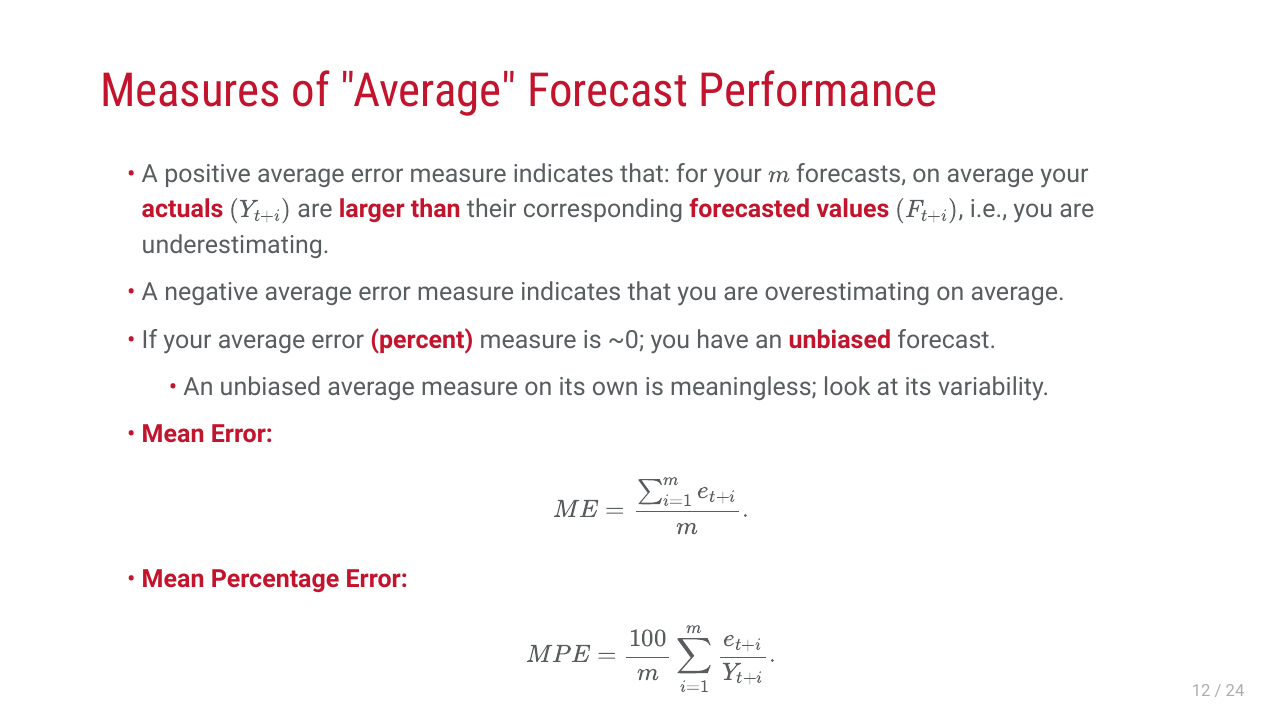 Measures of "Average" Forecast Performance
• A positive average error measure indicates that: for your m forecasts, on average your
actuals (Y_{t+i}) are larger than their corresponding forecasted values (F_{t+i}), i.e., you are
underestimating.
• A negative average error measure indicates that you are overestimating on average.
• If your average error (percent) measure is ~0; you have an unbiased forecast.
• An unbiased average measure on its own is meaningless; look at its variability.
• Mean Error:
ME = \frac{\sum_{i=1}^{m} e_{t+i}}{m}.
• Mean Percentage Error:
MPE = \frac{100}{m} \sum_{i=1}^{m} \frac{e_{t+i}}{Y_{t+i}}.
12 / 24